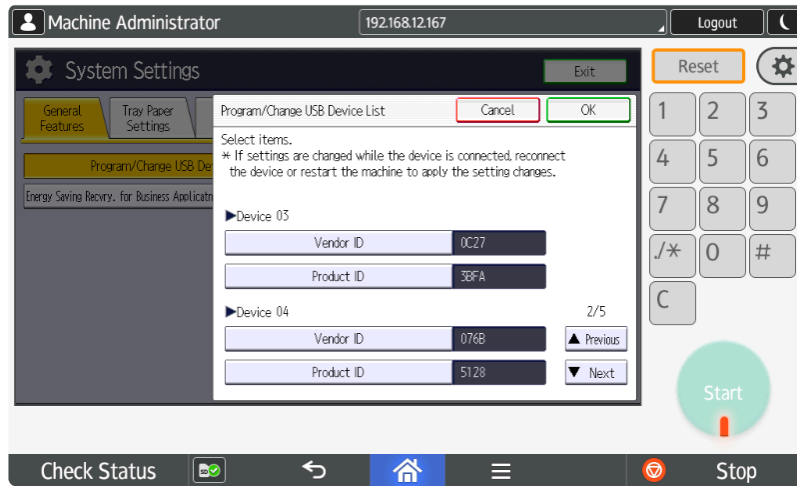 Machine Administrator
192.168.12.167
Logout
System Settings
Exit
Reset
General
Features
Tray Paper
Settings
Program/Change USB Device List
Cancel
OK
Select items.
* If settings are changed while the device is connected, reconnect
the device or restart the machine to apply the setting changes.
Program/Change USB De
Energy Saving Recvry. for Business Applicatn
▶Device 03
Vendor ID
0C27
Product ID
3BFA
▶Device 04
2/5
Vendor ID
076B
▲ Previous
Product ID
5128
▼ Next
1 2 3
4 5 6
7 8 9
./* 0 #
C
Start
Check Status
SD
Stop